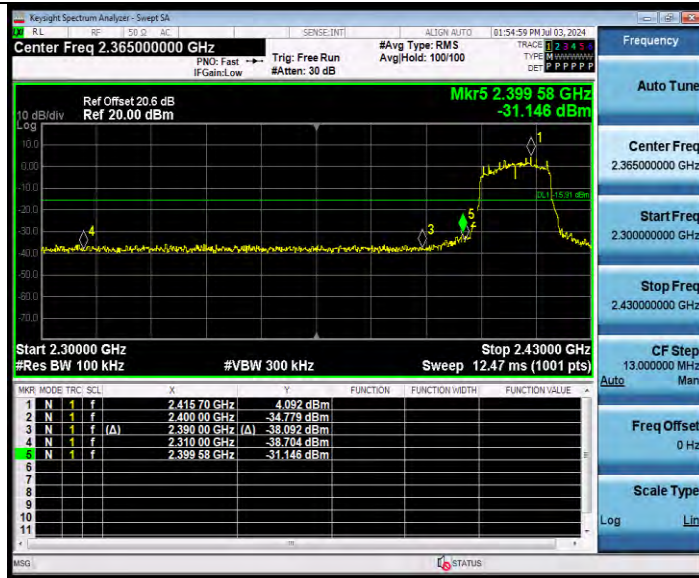 Keysight Spectrum Analyzer - Swept SA
RL RF 50 Ω AC SENSE:INT ALIGN AUTO 01:54:59 PM Jul 03, 2024
Center Freq 2.365000000 GHz #Avg Type: RMS TRACE 1 2 3 4 5 6
PNO: Fast Trig: Free Run Avg|Hold: 100/100 TYPE M
IFGain:Low #Atten: 30 dB DET P P P P P P
Mkr5 2.399 58 GHz
-31.146 dBm
Ref Offset 20.6 dB
10 dB/div Ref 20.00 dBm
Log
10.0
0.00
-10.0
-20.0
-30.0
-40.0
-50.0
-60.0
-70.0
1
DL1 -15.91 dBm
5
3
4
Start 2.30000 GHz Stop 2.43000 GHz
#Res BW 100 kHz #VBW 300 kHz Sweep 12.47 ms (1001 pts)
MKR MODE TRC SCL X Y FUNCTION FUNCTION WIDTH FUNCTION VALUE
1 N 1 f 2.415 70 GHz 4.092 dBm
2 N 1 f 2.400 00 GHz -34.779 dBm
3 N 1 f (Δ) 2.390 00 GHz (Δ) -38.092 dBm
4 N 1 f 2.310 00 GHz -38.704 dBm
5 N 1 f 2.399 58 GHz -31.146 dBm
6
7
8
9
10
11
MSG STATUS
Frequency
Auto Tune
Center Freq
2.365000000 GHz
Start Freq
2.300000000 GHz
Stop Freq
2.430000000 GHz
CF Step
13.000000 MHz
Auto Man
Freq Offset
0 Hz
Scale Type
Log Lin